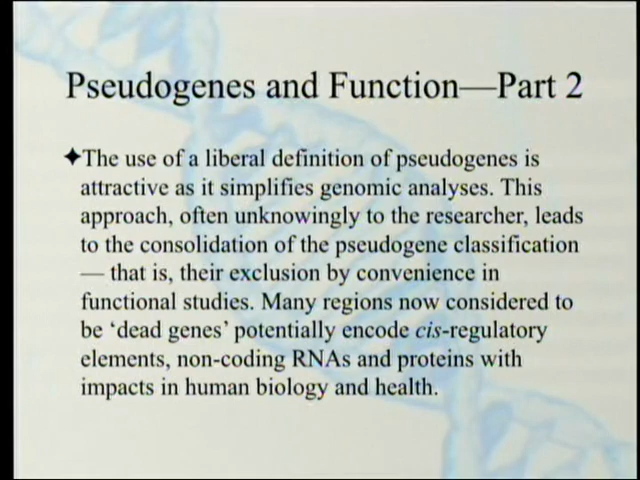 Pseudogenes and Function—Part 2
✦The use of a liberal definition of pseudogenes is
attractive as it simplifies genomic analyses. This
approach, often unknowingly to the researcher, leads
to the consolidation of the pseudogene classification
— that is, their exclusion by convenience in
functional studies. Many regions now considered to
be ‘dead genes’ potentially encode cis-regulatory
elements, non-coding RNAs and proteins with
impacts in human biology and health.